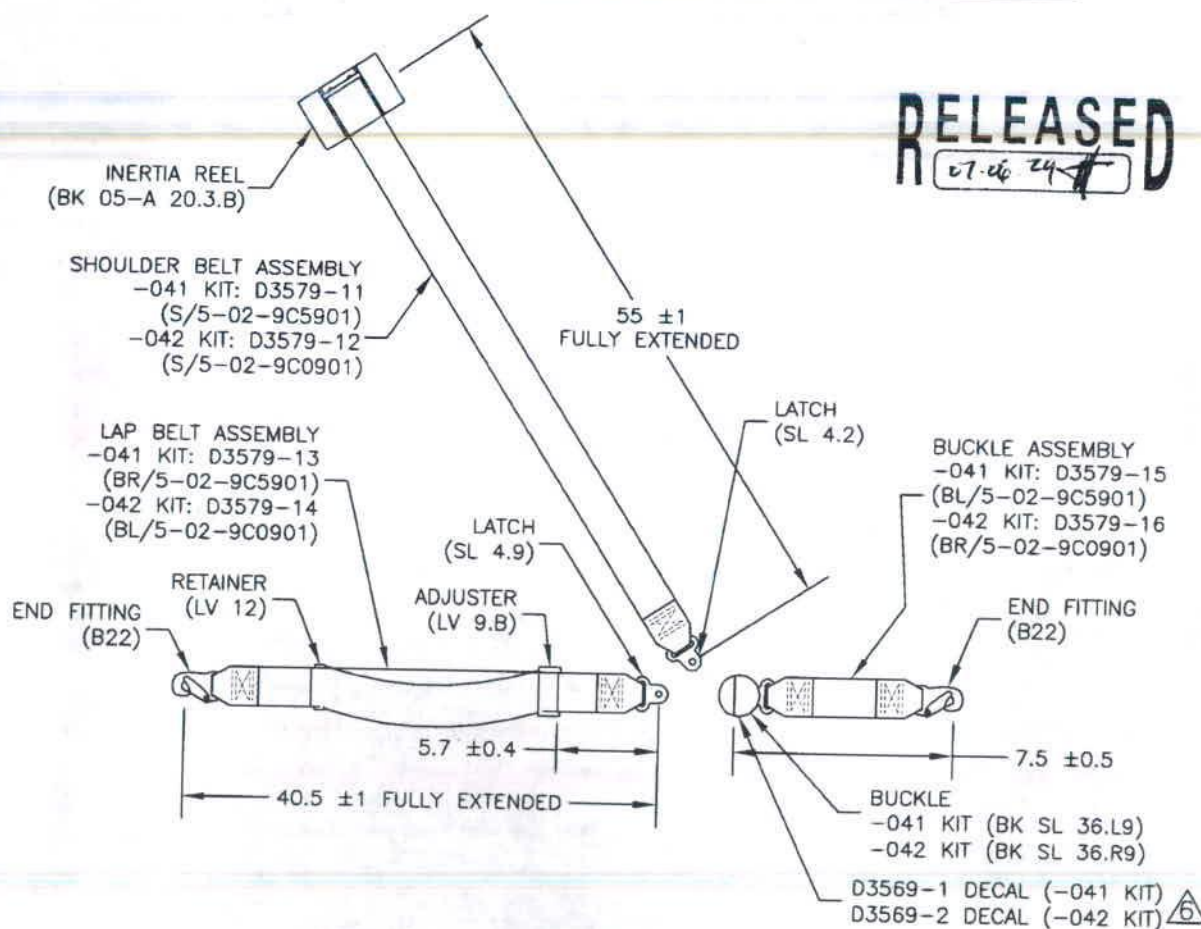 RELEASED
07.06.24
INERTIA REEL
(BK 05-A 20.3.B)
SHOULDER BELT ASSEMBLY
-041 KIT: D3579-11
(S/5-02-9C5901)
-042 KIT: D3579-12
(S/5-02-9C0901)
55 ±1
FULLY EXTENDED
LATCH
(SL 4.2)
LAP BELT ASSEMBLY
-041 KIT: D3579-13
(BR/5-02-9C5901)
-042 KIT: D3579-14
(BL/5-02-9C0901)
BUCKLE ASSEMBLY
-041 KIT: D3579-15
(BL/5-02-9C5901)
-042 KIT: D3579-16
(BR/5-02-9C0901)
LATCH
(SL 4.9)
RETAINER
(LV 12)
ADJUSTER
(LV 9.B)
END FITTING
(B22)
END FITTING
(B22)
5.7 ±0.4
7.5 ±0.5
40.5 ±1 FULLY EXTENDED
BUCKLE
-041 KIT (BK SL 36.L9)
-042 KIT (BK SL 36.R9)
D3569-1 DECAL (-041 KIT)
D3569-2 DECAL (-042 KIT) 6